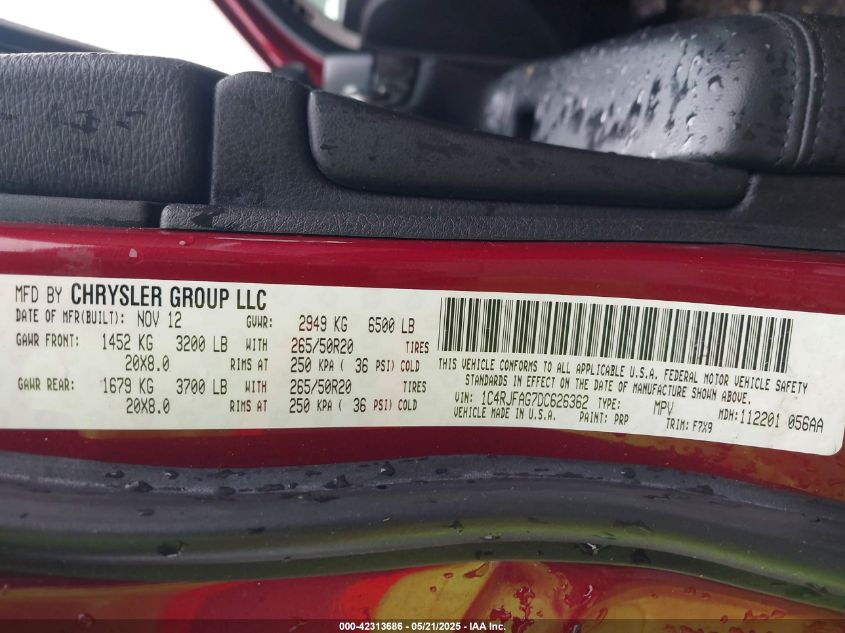 MFD BY CHRYSLER GROUP LLC
DATE OF MFR(BUILT): NOV 12 GVWR: 2949 KG 6500 LB
GAWR FRONT: 1452 KG 3200 LB WITH 265/50R20 TIRES
20X8.0 RIMS AT 250 KPA ( 36 PSI) COLD
GAWR REAR: 1679 KG 3700 LB WITH 265/50R20 TIRES
20X8.0 RIMS AT 250 KPA ( 36 PSI) COLD
THIS VEHICLE CONFORMS TO ALL APPLICABLE U.S.A. FEDERAL MOTOR VEHICLE SAFETY
STANDARDS IN EFFECT ON THE DATE OF MANUFACTURE SHOWN ABOVE.
VIN: 1C4RJFAG7DC626362 TYPE: MPV MDH: 112201 056AA
VEHICLE MADE IN U.S.A. PAINT: PRP TRIM: F7X9
000-42313686 - 05/21/2025 - IAA Inc.